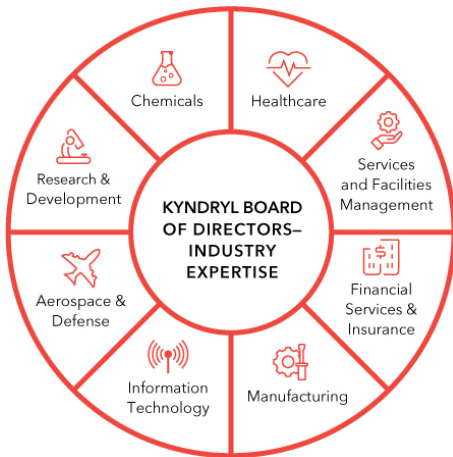 KYNDRYL BOARD
OF DIRECTORS–
INDUSTRY
EXPERTISE
Chemicals
Healthcare
Services
and Facilities
Management
Financial
Services &
Insurance
Manufacturing
Information
Technology
Aerospace &
Defense
Research &
Development
$